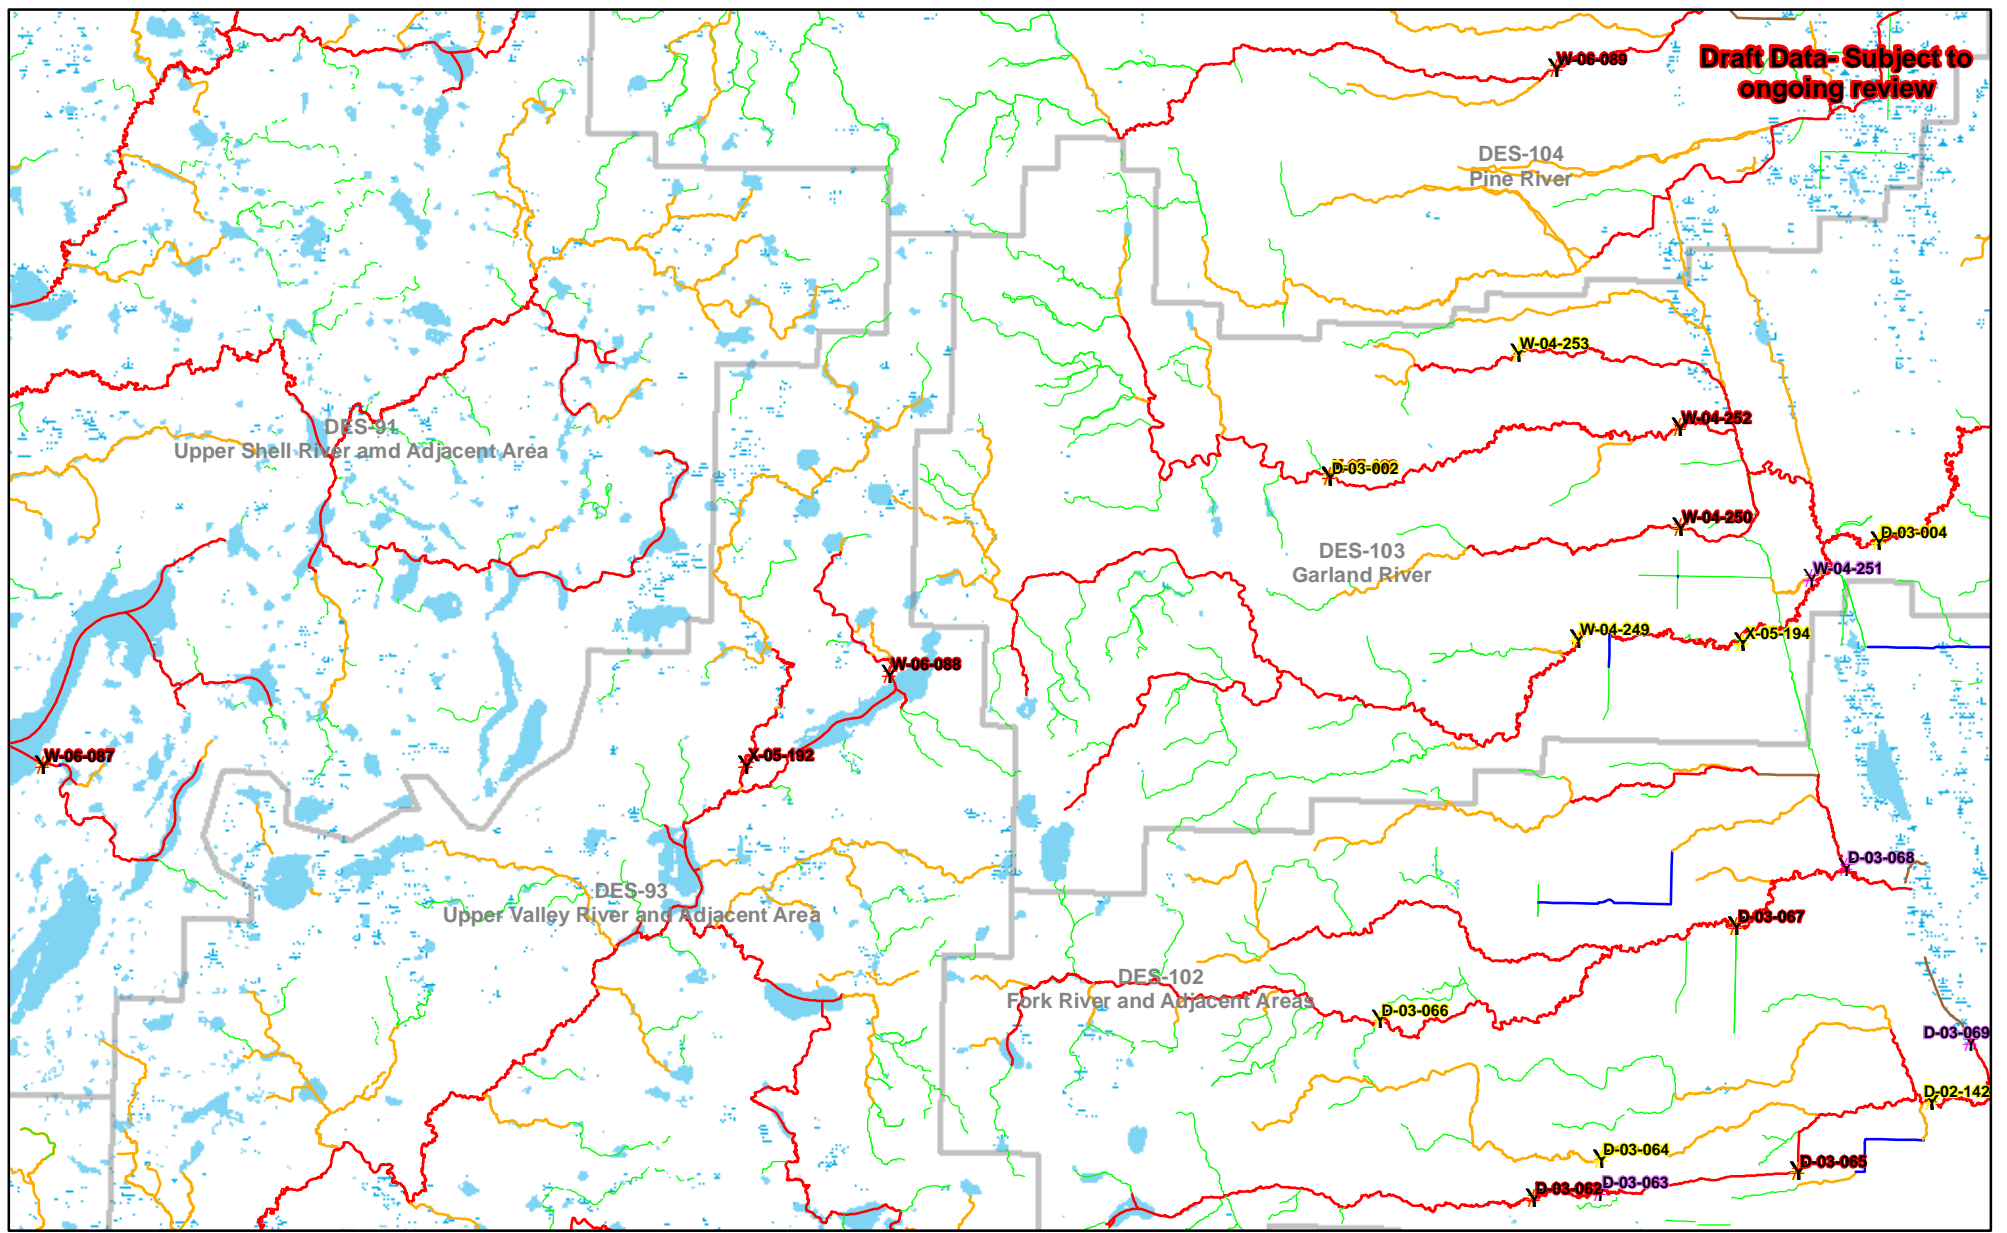 W-06-089
Draft Data- Subject to
ongoing review
DES-104
Pine River
W-04-253
W-04-252
DES-91
Upper Shell River amd Adjacent Area
D-03-002
W-04-250
D-03-004
DES-103
Garland River
W-04-251
W-04-249
X-05-194
W-06-088
W-06-087
X-05-192
D-03-068
DES-93
Upper Valley River and Adjacent Area
D-03-067
DES-102
Fork River and Adjacent Areas
D-03-066
D-03-069
D-02-142
D-03-064
D-03-065
D-03-062
D-03-063